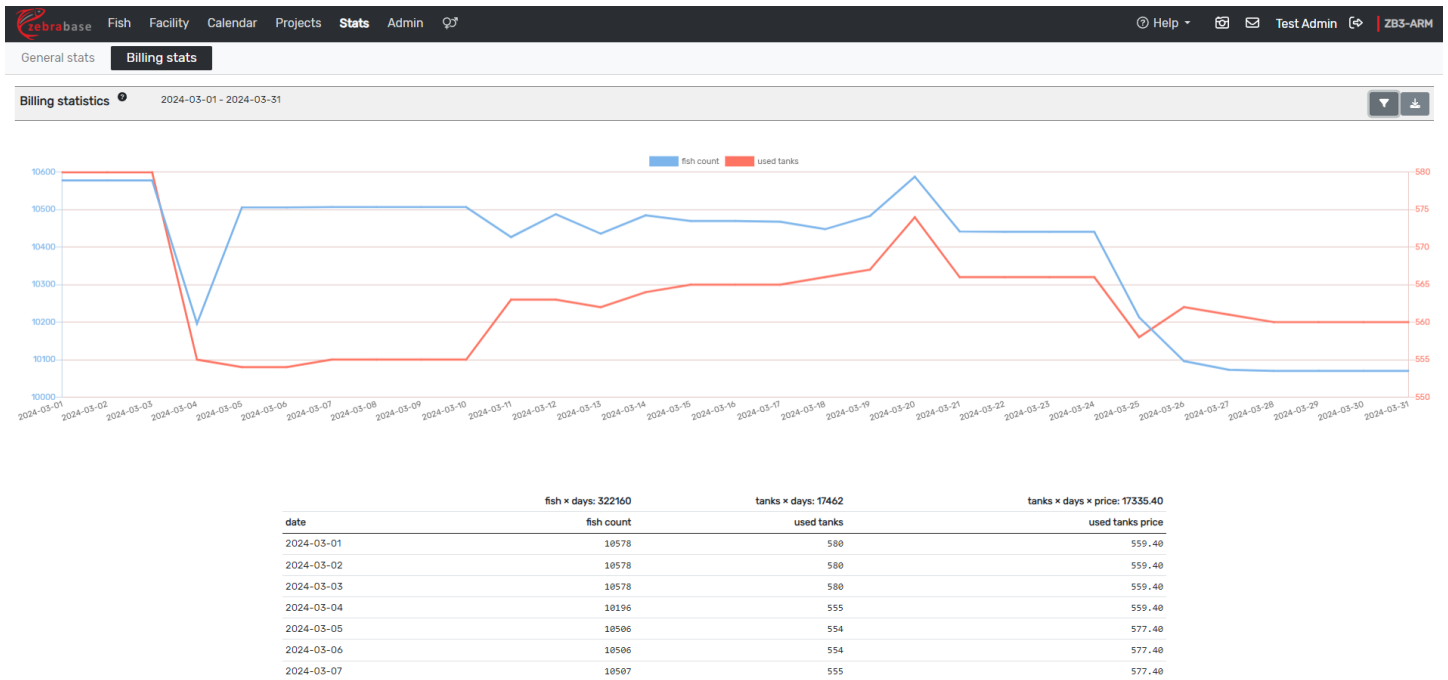 zebrabase Fish Facility Calendar Projects Stats Admin Help Test Admin ZB3-ARM
General stats Billing stats
Billing statistics 2024-03-01 - 2024-03-31
fish count used tanks
10600 580
10500 575
10400 570
10300 565
10200 560
10100 555
10000 550
2024-03-01 2024-03-02 2024-03-03 2024-03-04 2024-03-05 2024-03-06 2024-03-07 2024-03-08 2024-03-09 2024-03-10 2024-03-11 2024-03-12 2024-03-13 2024-03-14 2024-03-15 2024-03-16 2024-03-17 2024-03-18 2024-03-19 2024-03-20 2024-03-21 2024-03-22 2024-03-23 2024-03-24 2024-03-25 2024-03-26 2024-03-27 2024-03-28 2024-03-29 2024-03-30 2024-03-31
fish × days: 322160 tanks × days: 17462 tanks × days × price: 17335.40
date fish count used tanks used tanks price
2024-03-01 10578 580 559.40
2024-03-02 10578 580 559.40
2024-03-03 10578 580 559.40
2024-03-04 10196 555 559.40
2024-03-05 10506 554 577.40
2024-03-06 10506 554 577.40
2024-03-07 10507 555 577.40